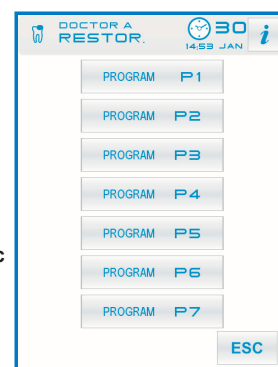 DOCTOR A
RESTOR.
30
14:53 JAN
i
PROGRAM P1
PROGRAM P2
PROGRAM P3
PROGRAM P4
PROGRAM P5
PROGRAM P6
PROGRAM P7
c
ESC